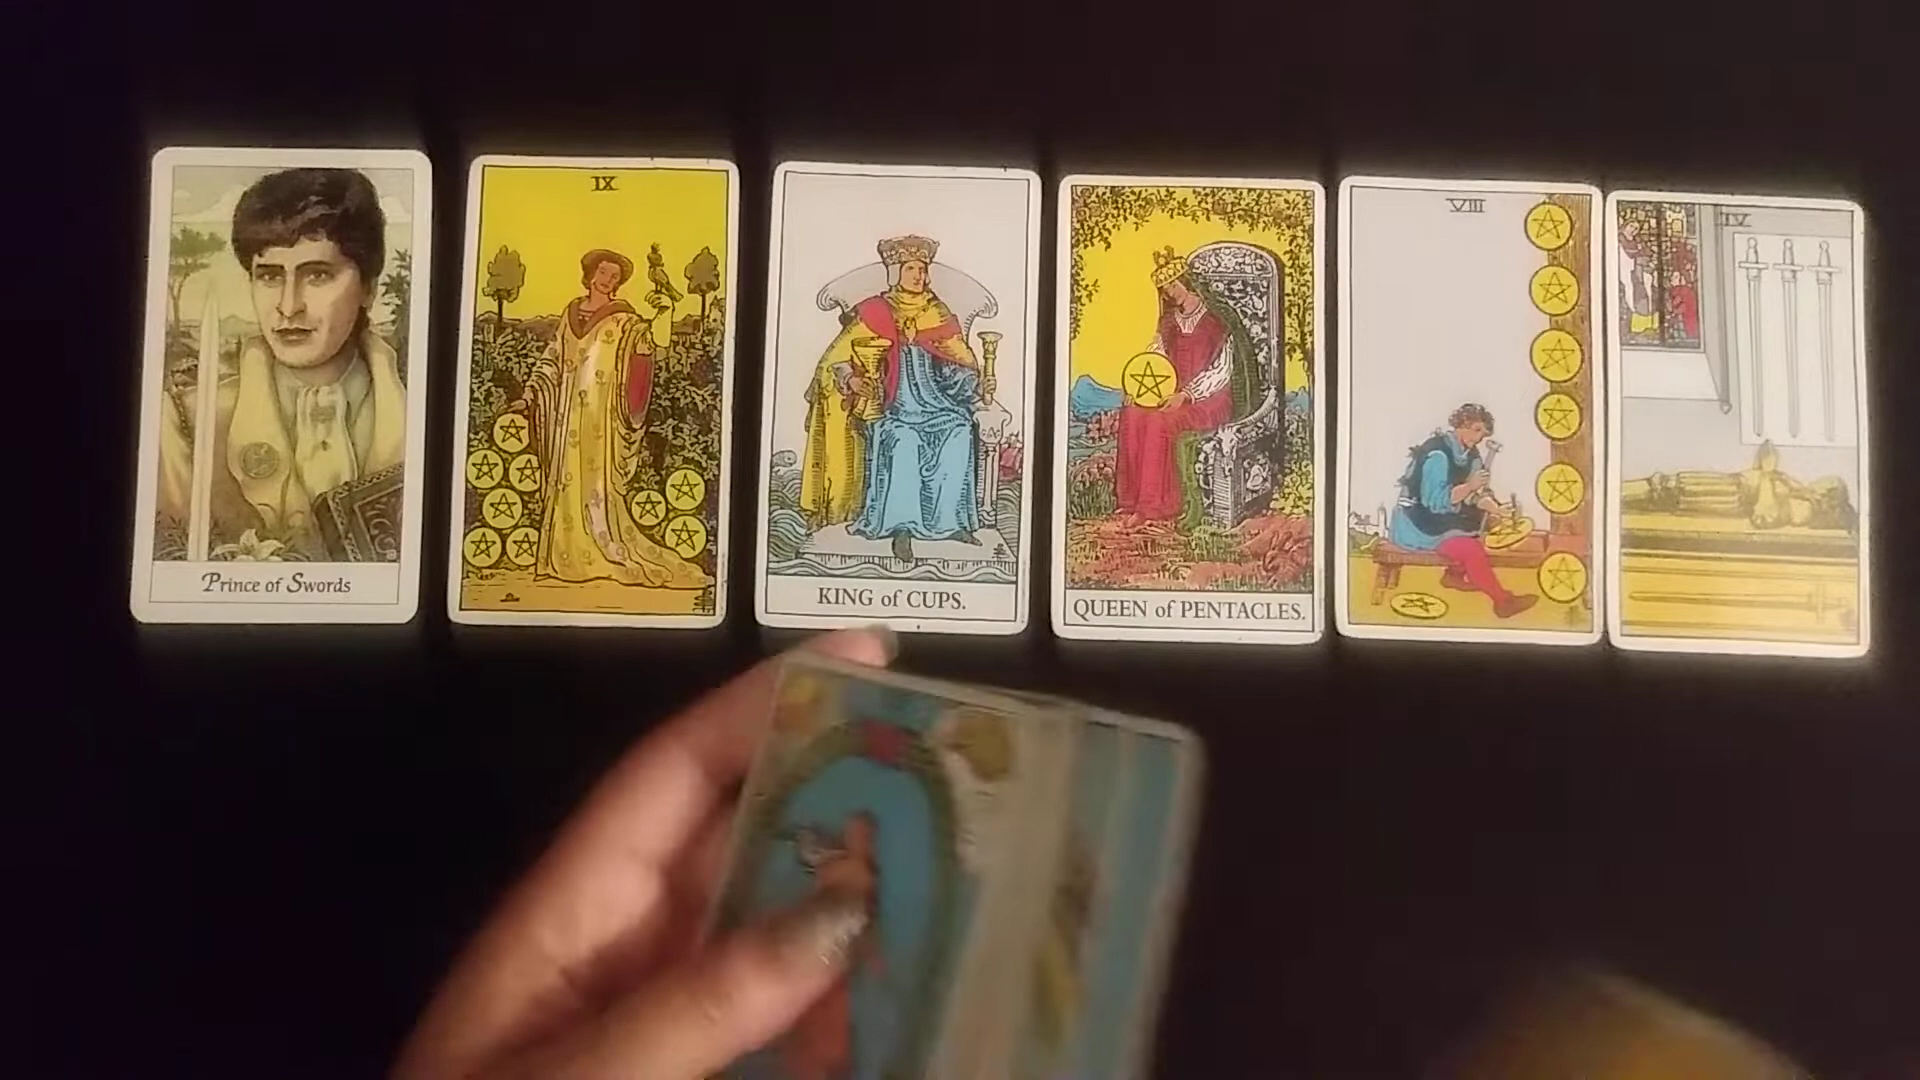 Prince of Swords
IX
KING of CUPS.
QUEEN of PENTACLES.
VIII
IV